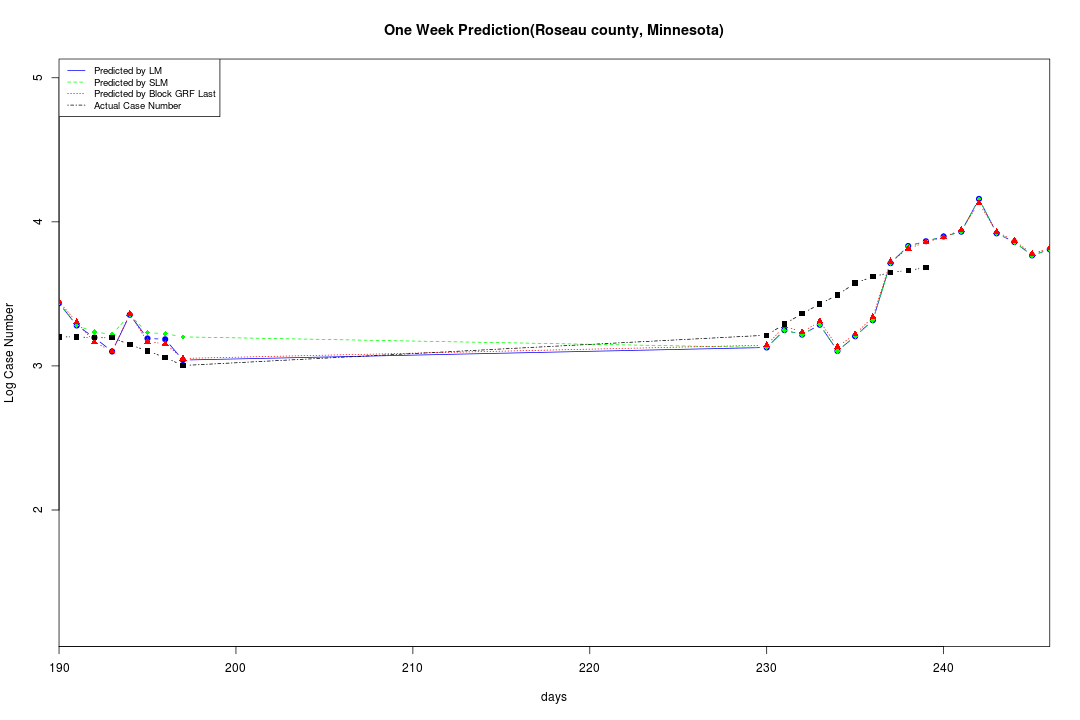 One Week Prediction(Roseau county, Minnesota)
Predicted by LM
Predicted by SLM
Predicted by Block GRF Last
Actual Case Number
5
4
3
2
Log Case Number
190 200 210 220 230 240
days